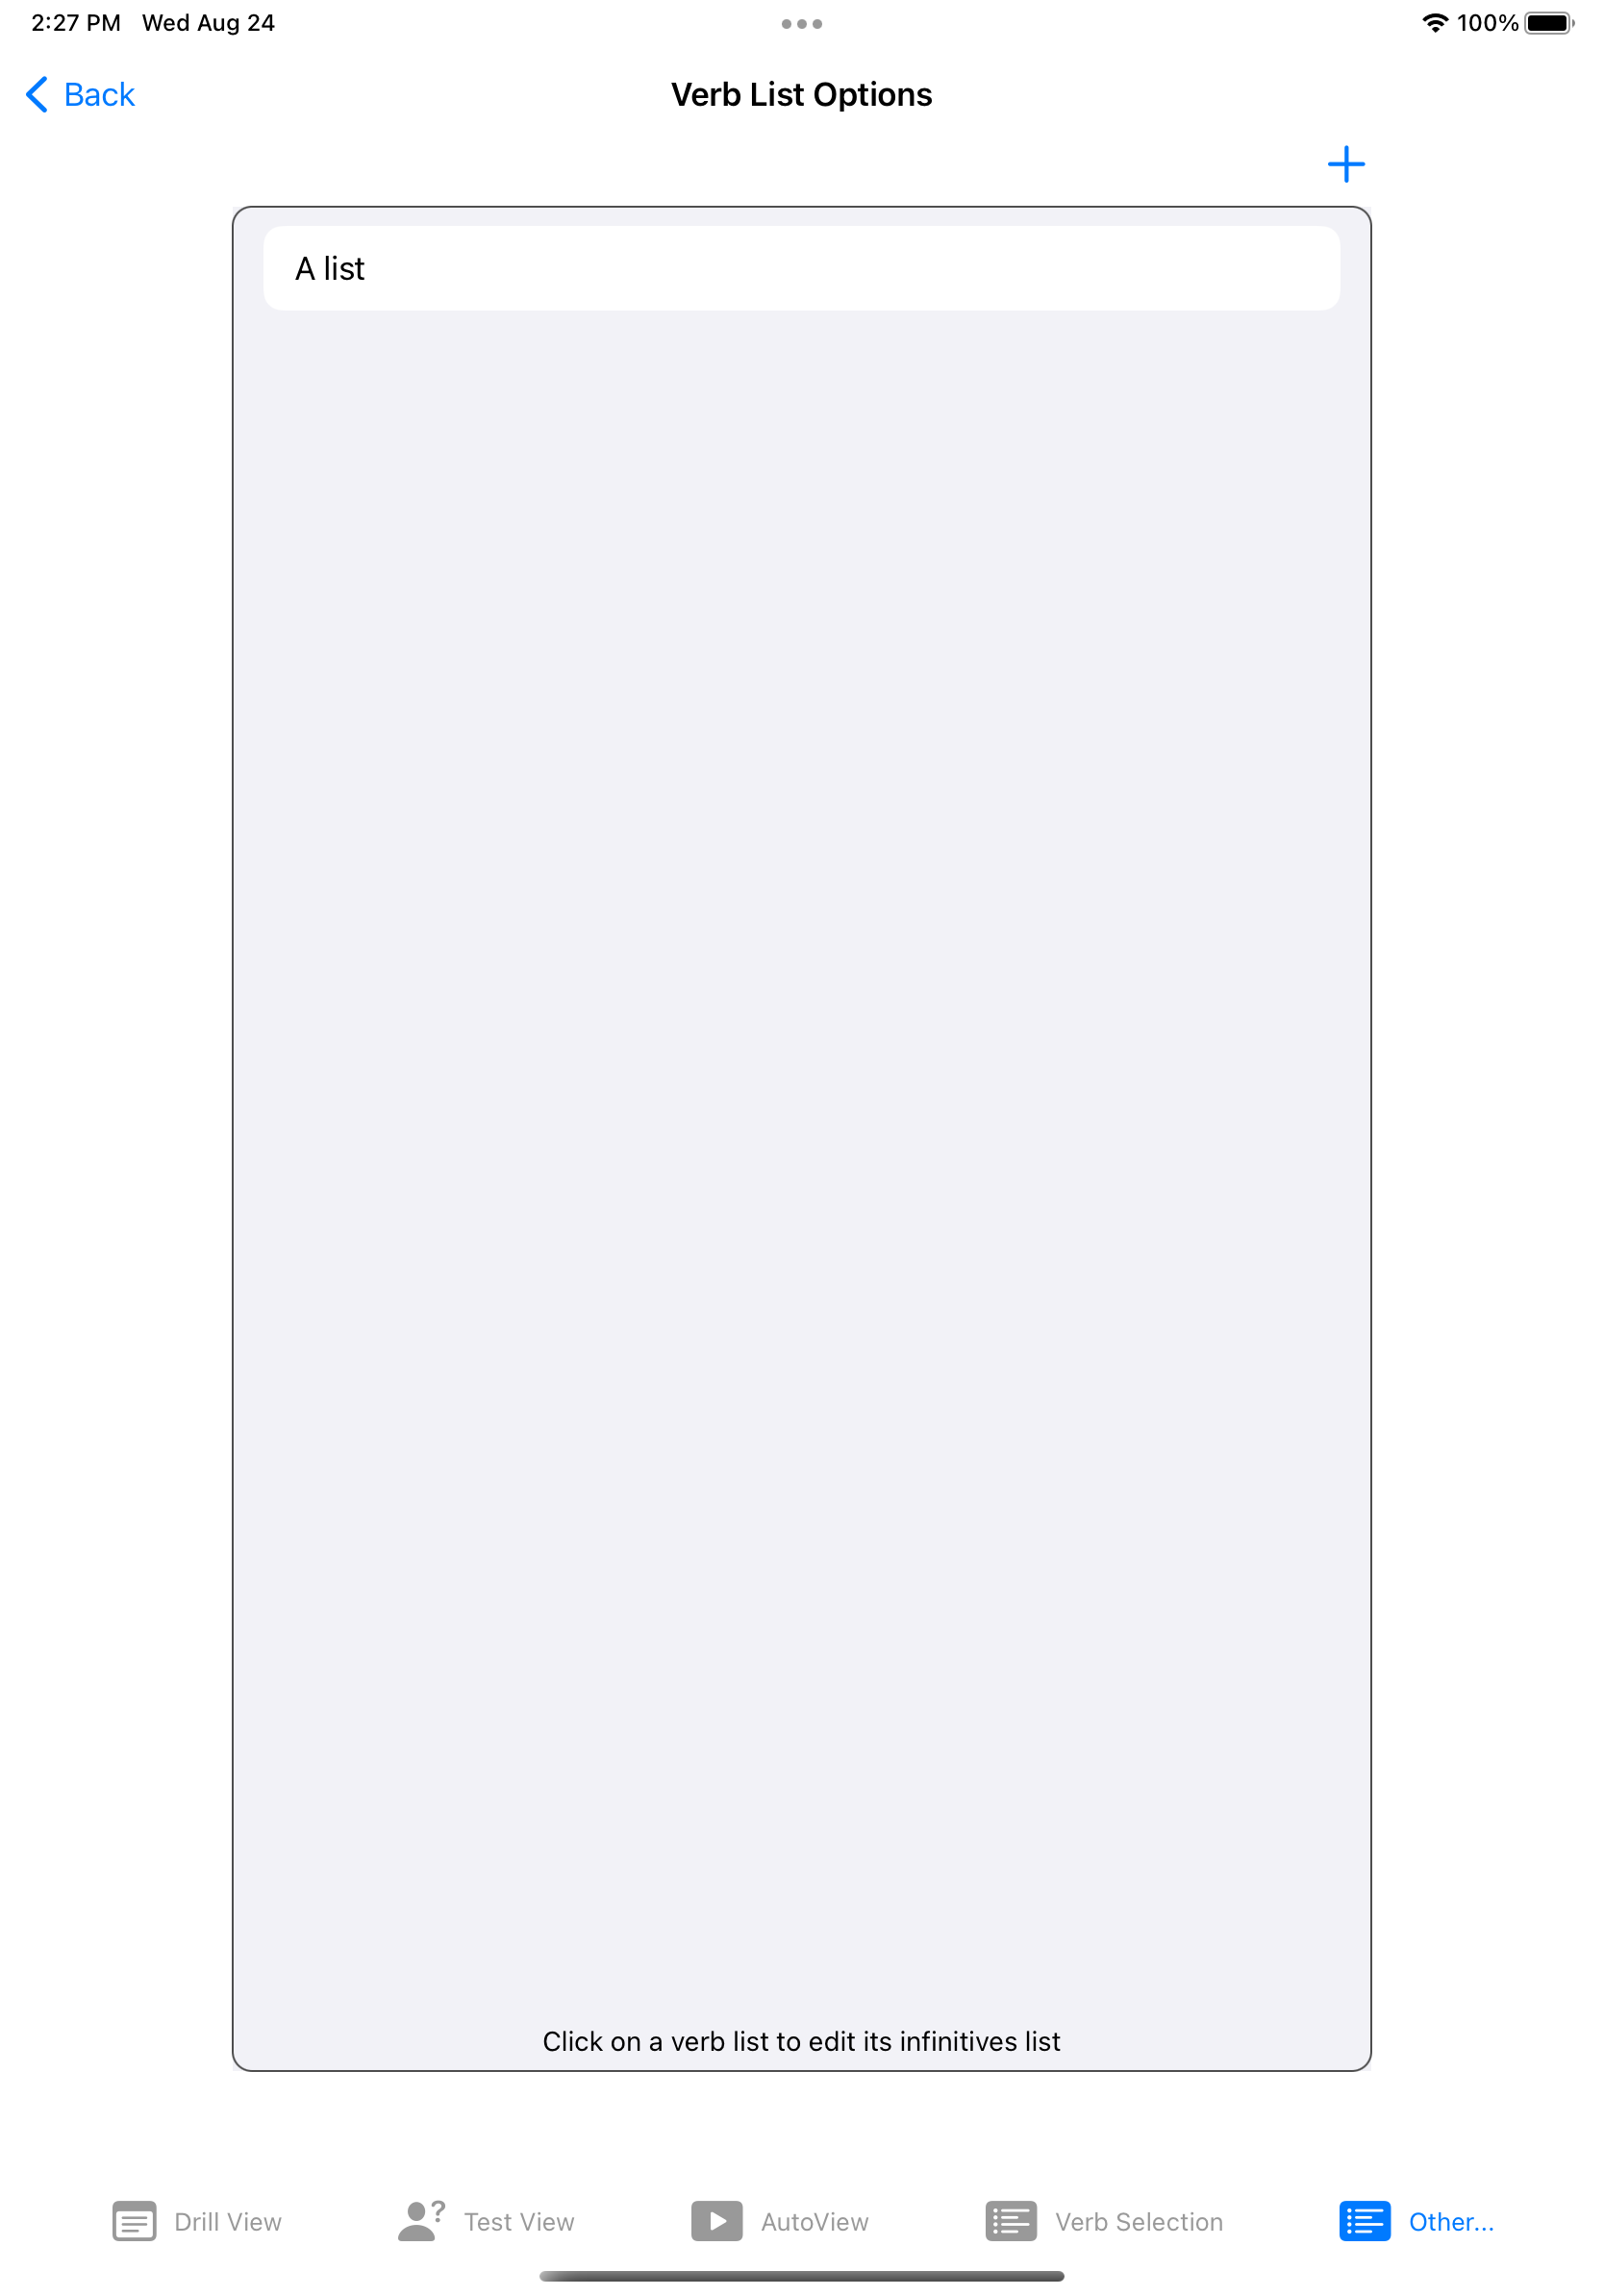 2:27 PM Wed Aug 24 100%
Back Verb List Options
A list
Click on a verb list to edit its infinitives list
Drill View Test View AutoView Verb Selection Other...